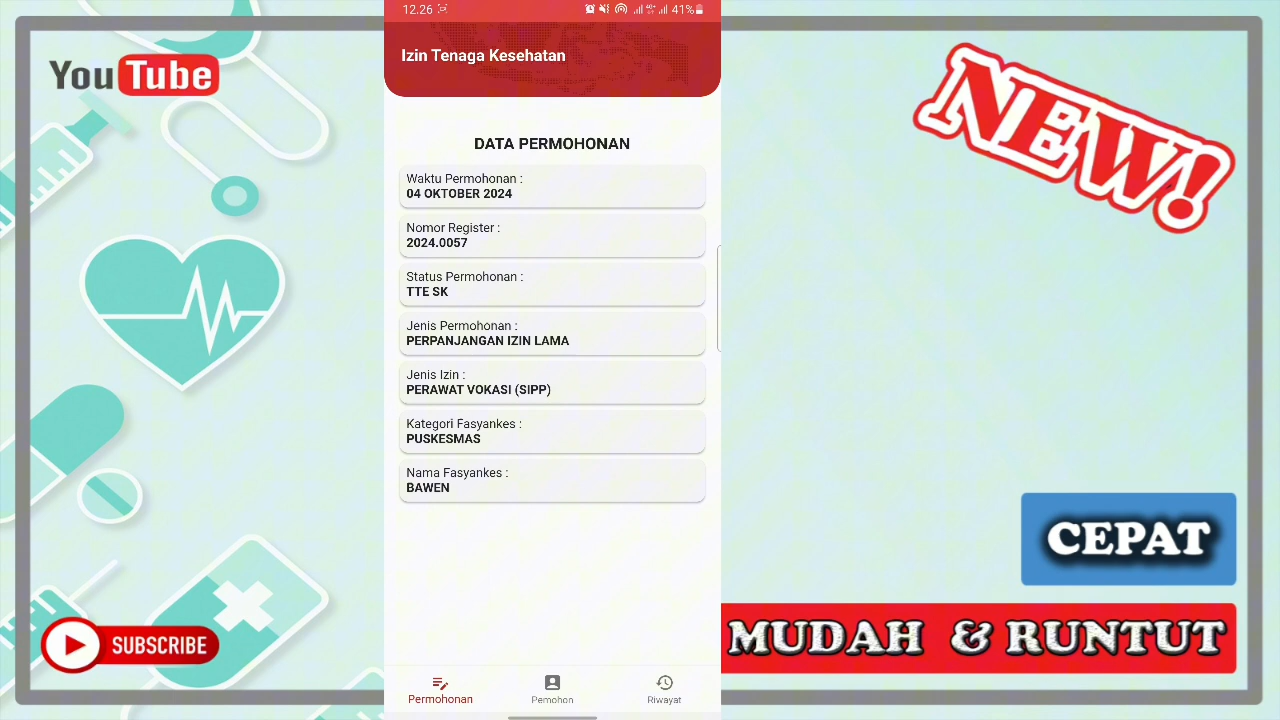 YouTube
SUBSCRIBE
12.26
4G+
41%
Izin Tenaga Kesehatan
DATA PERMOHONAN
Waktu Permohonan :
04 OKTOBER 2024
Nomor Register :
2024.0057
Status Permohonan :
TTE SK
Jenis Permohonan :
PERPANJANGAN IZIN LAMA
Jenis Izin :
PERAWAT VOKASI (SIPP)
Kategori Fasyankes :
PUSKESMAS
Nama Fasyankes :
BAWEN
Permohonan
Pemohon
Riwayat
NEW!
CEPAT
MUDAH & RUNTUT